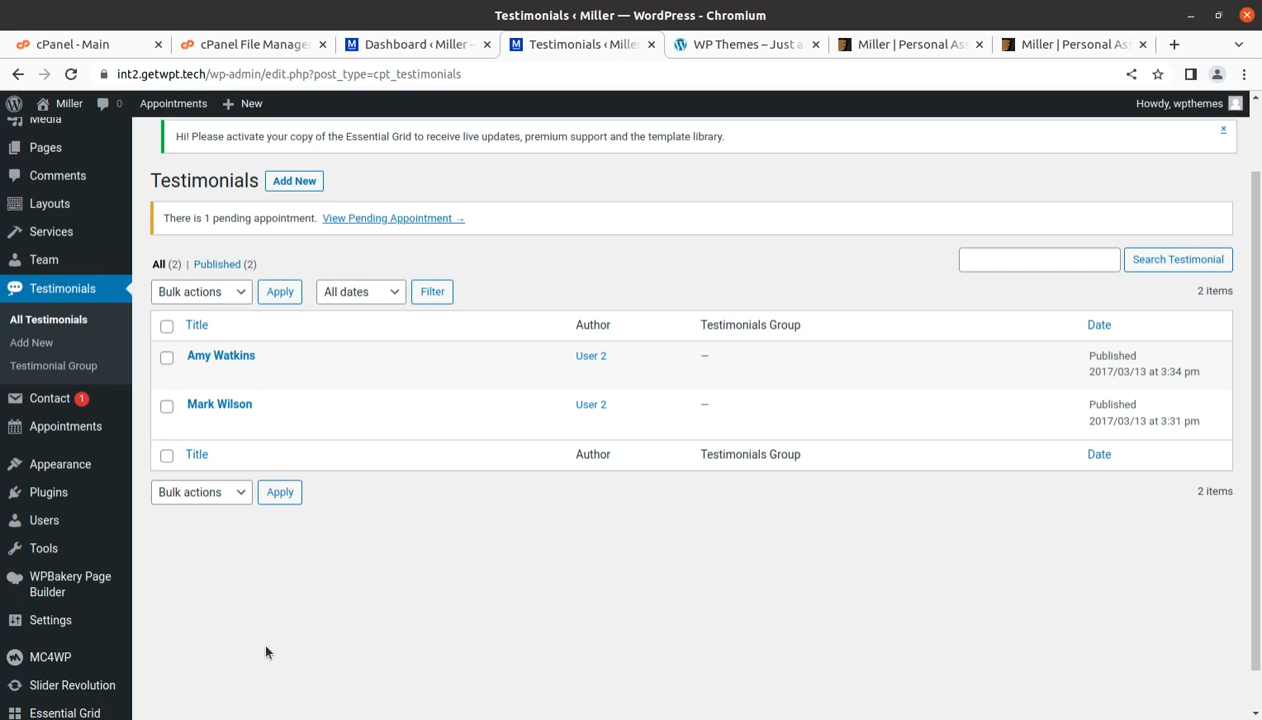 Testimonials ‹ Miller — WordPress - Chromium
cPanel - Main
cPanel File Manage
Dashboard ‹ Miller –
Testimonials ‹ Mille
WP Themes – Just a
Miller | Personal As
Miller | Personal As
int2.getwpt.tech/wp-admin/edit.php?post_type=cpt_testimonials
Miller
0
Appointments
New
Howdy, wpthemes
Media
Pages
Comments
Layouts
Services
Team
Testimonials
All Testimonials
Add New
Testimonial Group
Contact 1
Appointments
Appearance
Plugins
Users
Tools
WPBakery Page
Builder
Settings
MC4WP
Slider Revolution
Essential Grid
Hi! Please activate your copy of the Essential Grid to receive live updates, premium support and the template library.
Testimonials Add New
There is 1 pending appointment. View Pending Appointment →
All (2) | Published (2)
Search Testimonial
Bulk actions Apply All dates Filter 2 items
Title Author Testimonials Group Date
Amy Watkins User 2 — Published
2017/03/13 at 3:34 pm
Mark Wilson User 2 — Published
2017/03/13 at 3:31 pm
Title Author Testimonials Group Date
Bulk actions Apply 2 items